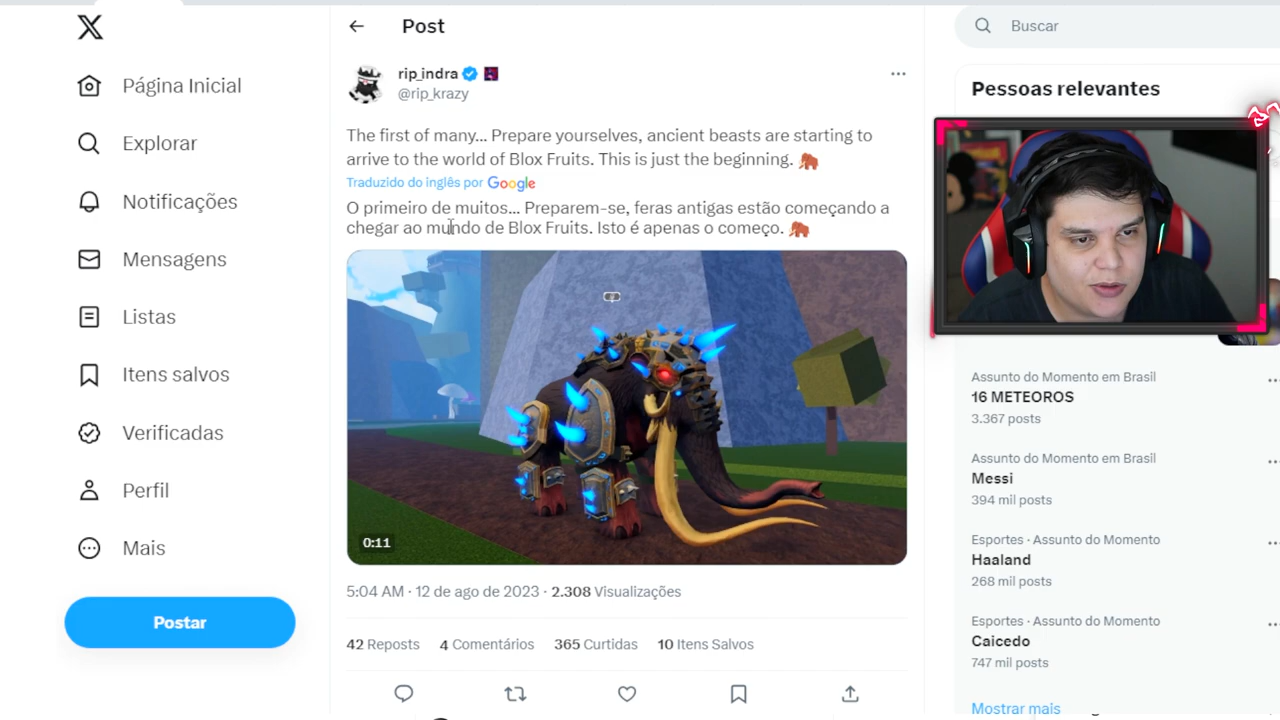 Post
Buscar
rip_indra
@rip_krazy
Página Inicial
Explorar
Notificações
Mensagens
Listas
Itens salvos
Verificadas
Perfil
Mais
Postar
The first of many... Prepare yourselves, ancient beasts are starting to
arrive to the world of Blox Fruits. This is just the beginning.
Traduzido do inglês por Google
O primeiro de muitos... Preparem-se, feras antigas estão começando a
chegar ao mundo de Blox Fruits. Isto é apenas o começo.
0:11
5:04 AM · 12 de ago de 2023 · 2.308 Visualizações
42 Reposts 4 Comentários 365 Curtidas 10 Itens Salvos
Pessoas relevantes
Assunto do Momento em Brasil
16 METEOROS
3.367 posts
Assunto do Momento em Brasil
Messi
394 mil posts
Esportes · Assunto do Momento
Haaland
268 mil posts
Esportes · Assunto do Momento
Caicedo
747 mil posts
Mostrar mais